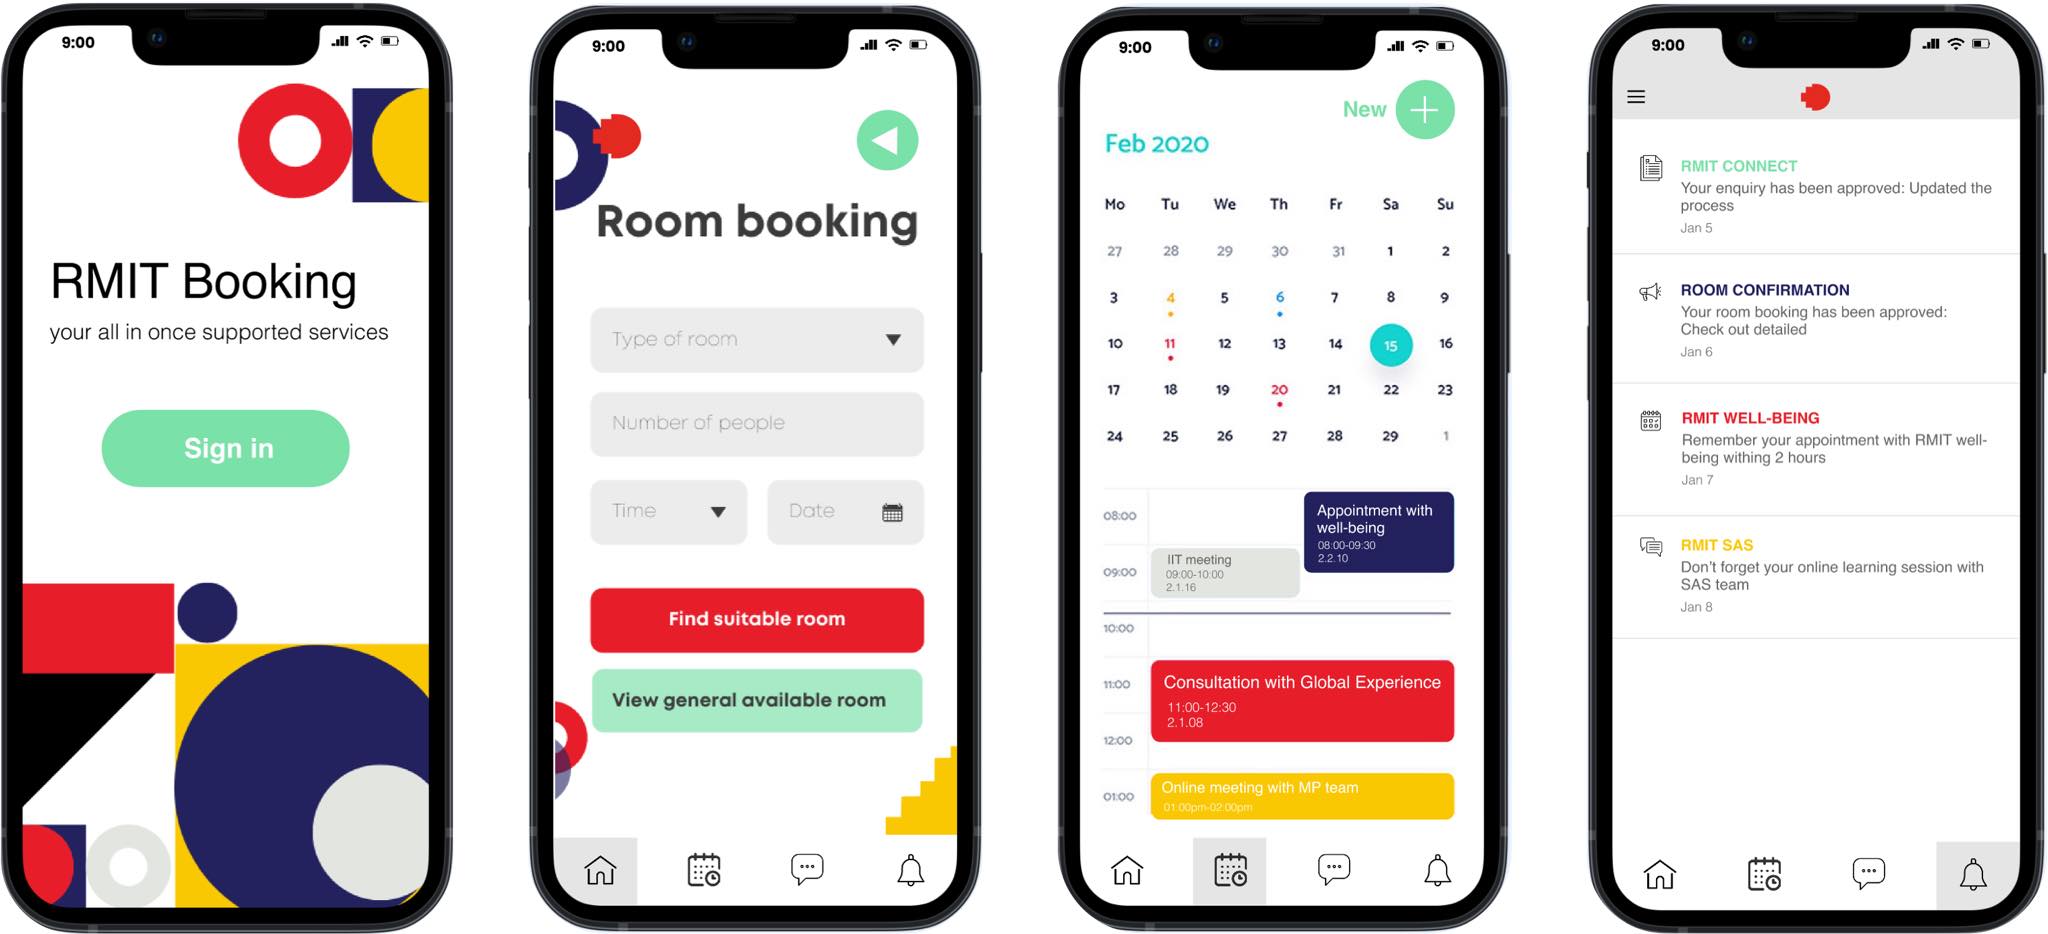 9:00
RMIT Booking
your all in once supported services
Sign in
9:00
Room booking
Type of room
Number of people
Time Date
Find suitable room
View general available room
9:00
New
Feb 2020
Mo Tu We Th Fr Sa Su
27 28 29 30 31 1 2
3 4 5 6 7 8 9
10 11 12 13 14 15 16
17 18 19 20 21 22 23
24 25 26 27 28 29 1
08:00
Appointment with
well-being
08:00-09:30
2.2.10
09:00
IIT meeting
09:00-10:00
2.1.16
10:00
11:00
Consultation with Global Experience
11:00-12:30
2.1.08
12:00
01:00
Online meeting with MP team
01:00pm-02:00pm
9:00
RMIT CONNECT
Your enquiry has been approved: Updated the
process
Jan 5
ROOM CONFIRMATION
Your room booking has been approved:
Check out detailed
Jan 6
RMIT WELL-BEING
Remember your appointment with RMIT well-
being withing 2 hours
Jan 7
RMIT SAS
Don't forget your online learning session with
SAS team
Jan 8